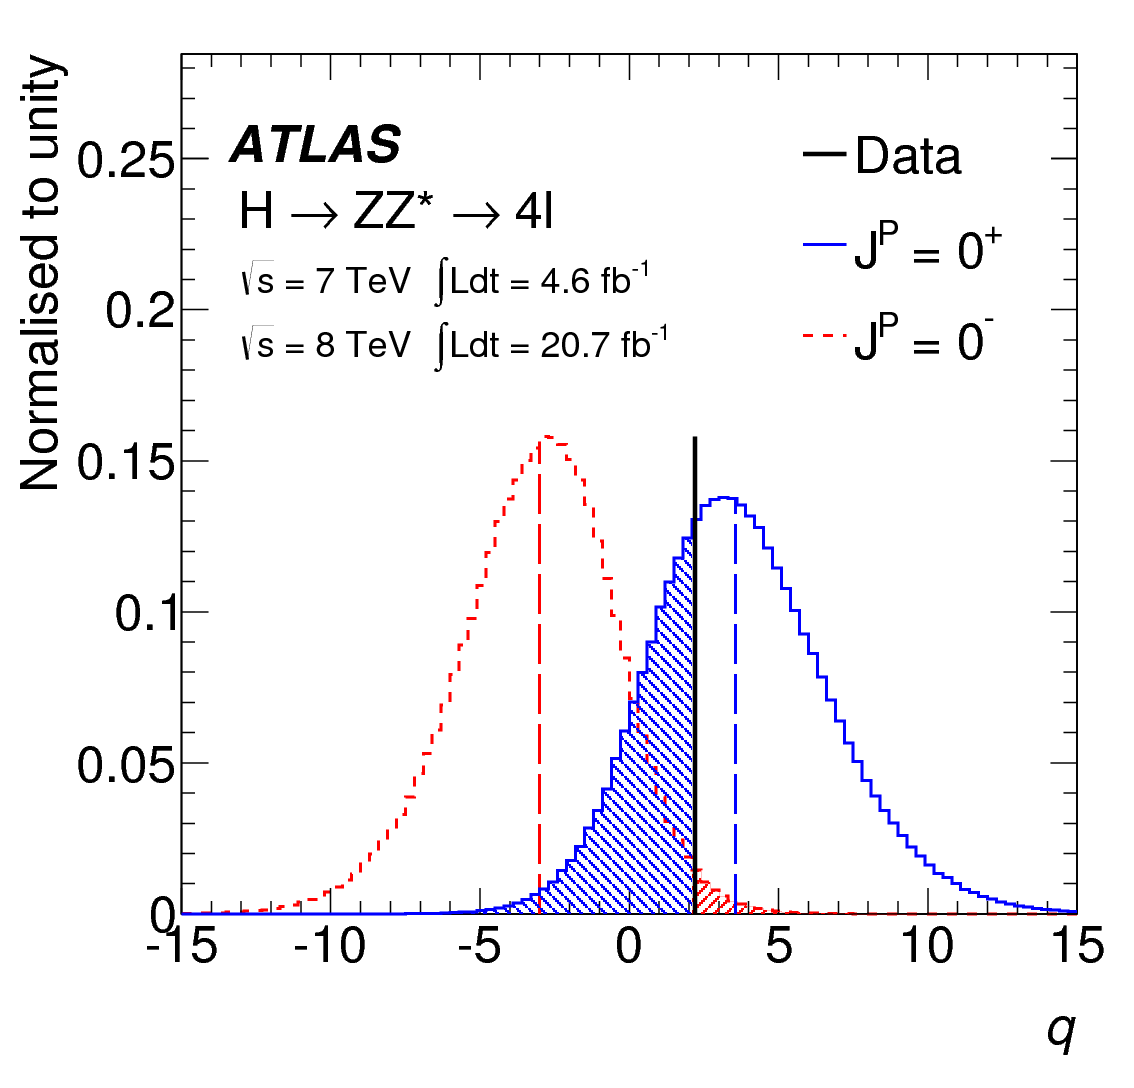 Normalised to unity
ATLAS
H → ZZ* → 4l
√s = 7 TeV ∫Ldt = 4.6 fb⁻¹
√s = 8 TeV ∫Ldt = 20.7 fb⁻¹
Data
Jᴾ = 0⁺
Jᴾ = 0⁻
0.25
0.2
0.15
0.1
0.05
0
-15 -10 -5 0 5 10 15
q